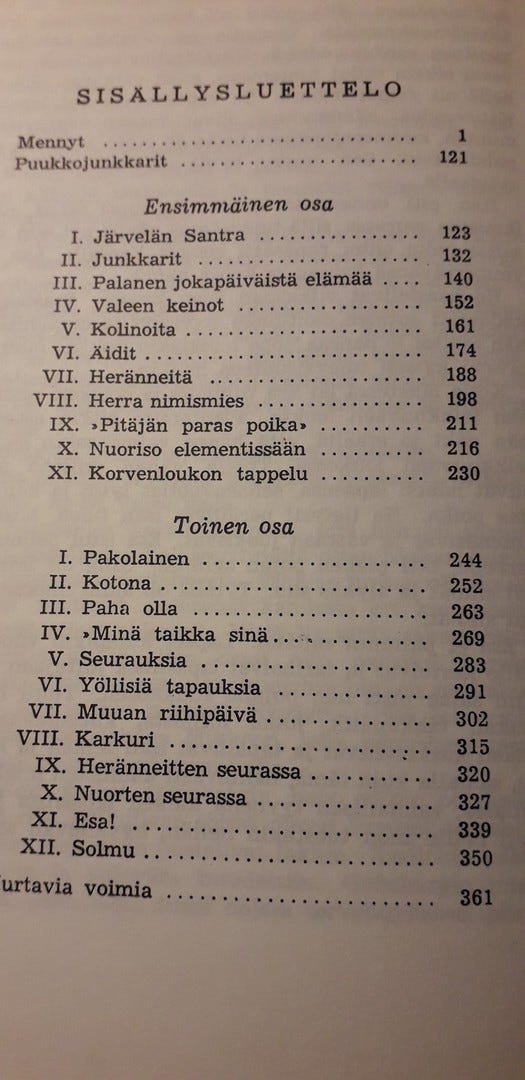 SISÄLLYSLUETTELO
Mennyt ................................ 1
Puukkojunkkarit ........................ 121
Ensimmäinen osa
I. Järvelän Santra ................ 123
II. Junkkarit ...................... 132
III. Palanen jokapäiväistä elämää .... 140
IV. Valeen keinot .................. 152
V. Kolinoita ....................... 161
VI. Äidit ........................... 174
VII. Heränneitä ..................... 188
VIII. Herra nimismies ................ 198
IX. »Pitäjän paras poika» ........... 211
X. Nuoriso elementissään .......... 216
XI. Korvenloukon tappelu .......... 230
Toinen osa
I. Pakolainen ...................... 244
II. Kotona .......................... 252
III. Paha olla ...................... 263
IV. »Minä taikka sinä............... 269
V. Seurauksia ...................... 283
VI. Yöllisiä tapauksia .............. 291
VII. Muuan riihipäivä ................ 302
VIII. Karkuri ......................... 315
IX. Heränneitten seurassa ............ 320
X. Nuorten seurassa ................ 327
XI. Esa! ............................ 339
XII. Solmu ........................... 350
urtavia voimia ......................... 361